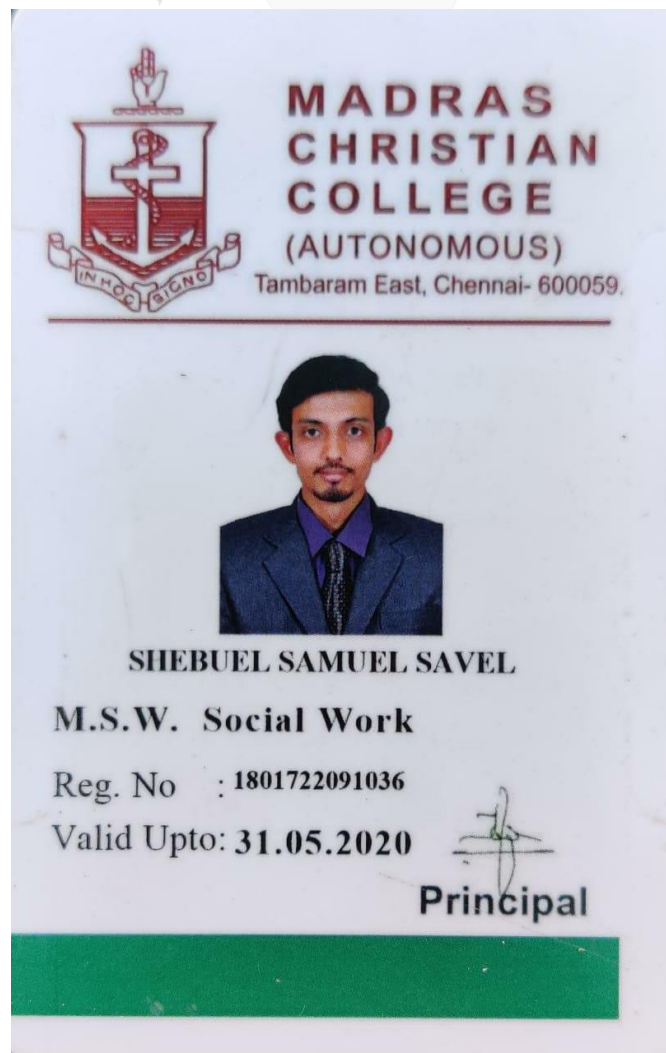 MADRAS
CHRISTIAN
COLLEGE
(AUTONOMOUS)
Tambaram East, Chennai- 600059.
IN HOC SIGNO
SHEBUEL SAMUEL SAVEL
M.S.W. Social Work
Reg. No : 1801722091036
Valid Upto: 31.05.2020
Principal